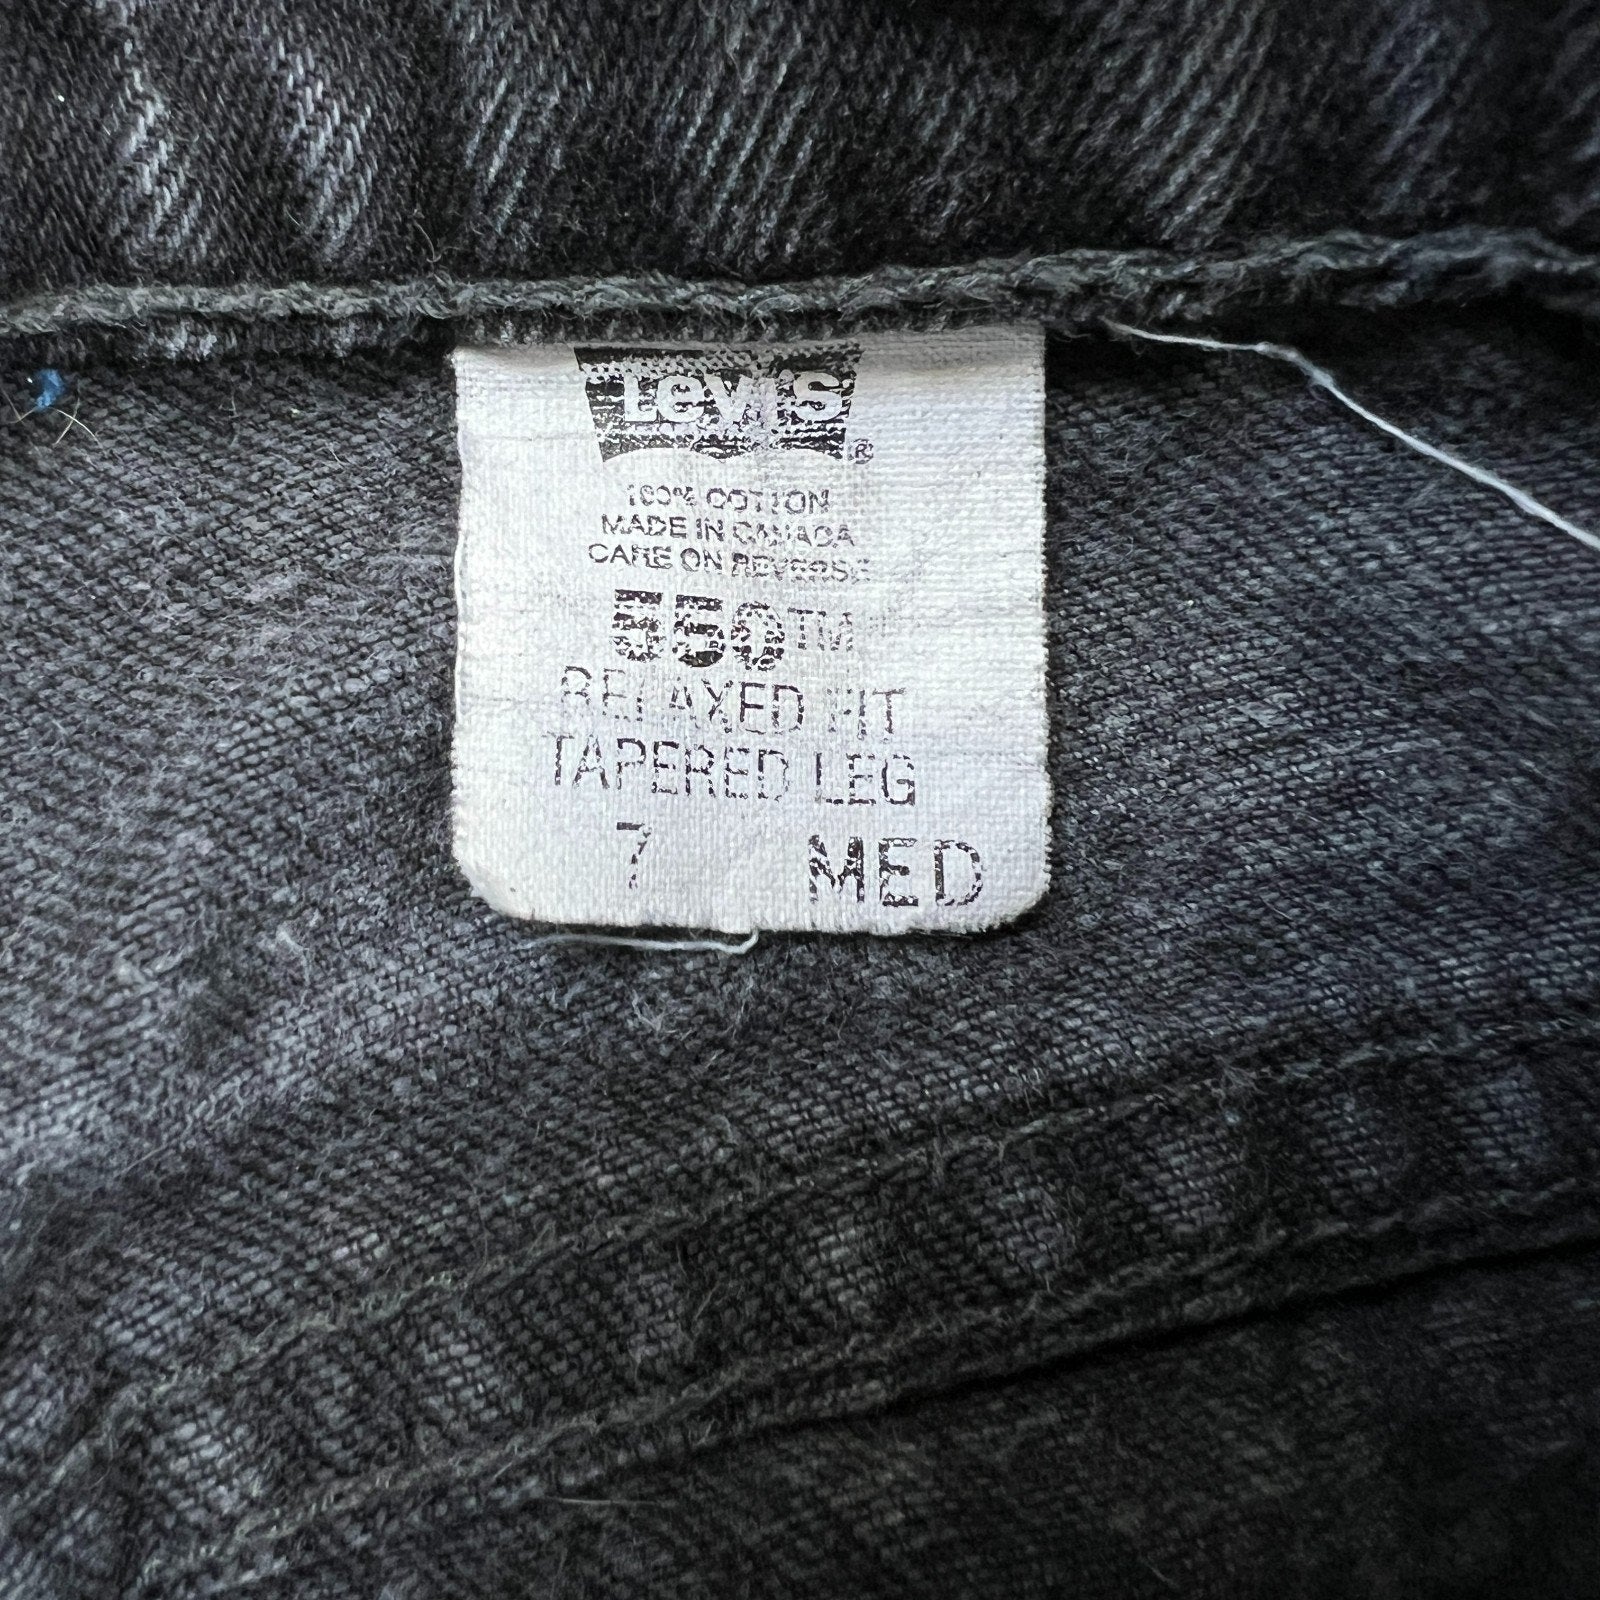 Levi's ®
100% COTTON
MADE IN CANADA
CARE ON REVERSE
550™
RELAXED FIT
TAPERED LEG
7 MED